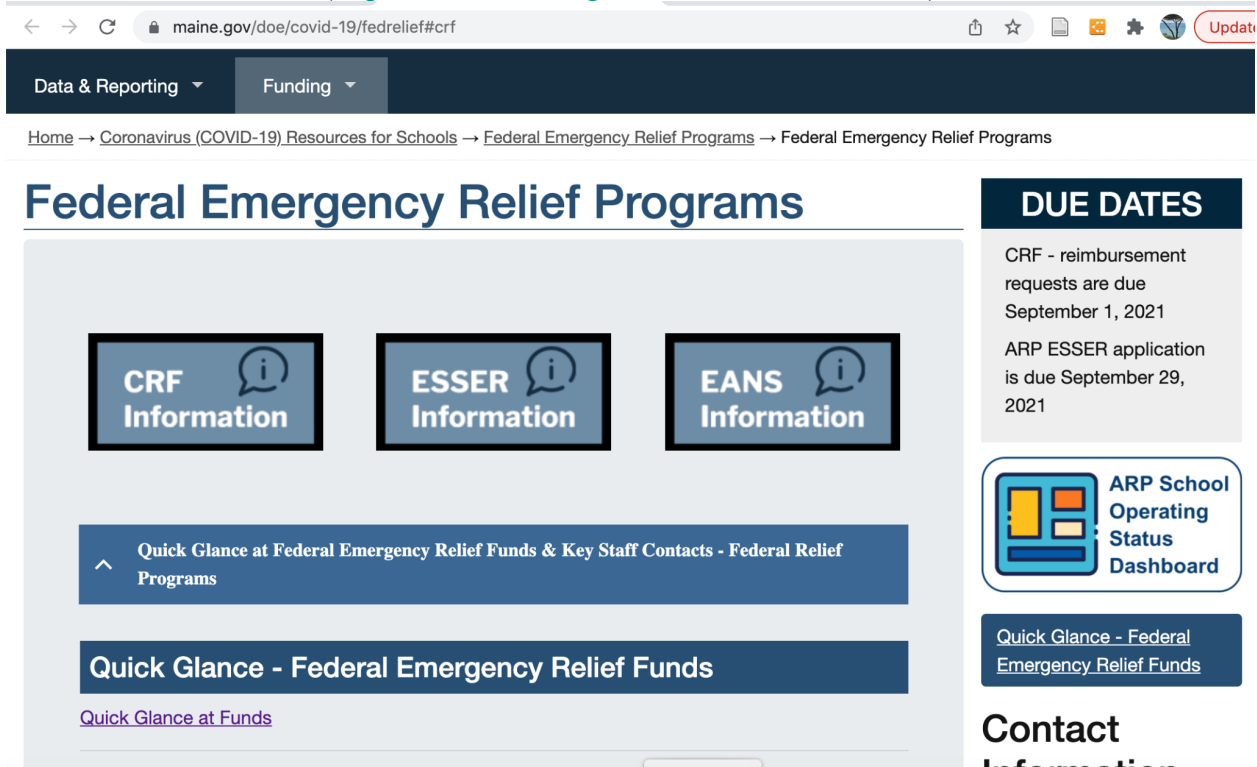 maine.gov/doe/covid-19/fedrelief#crf
Update
Data & Reporting
Funding
Home → Coronavirus (COVID-19) Resources for Schools → Federal Emergency Relief Programs → Federal Emergency Relief Programs
Federal Emergency Relief Programs
CRF
Information
ESSER
Information
EANS
Information
Quick Glance at Federal Emergency Relief Funds & Key Staff Contacts - Federal Relief
Programs
Quick Glance - Federal Emergency Relief Funds
Quick Glance at Funds
DUE DATES
CRF - reimbursement
requests are due
September 1, 2021
ARP ESSER application
is due September 29,
2021
ARP School
Operating
Status
Dashboard
Quick Glance - Federal
Emergency Relief Funds
Contact
Information